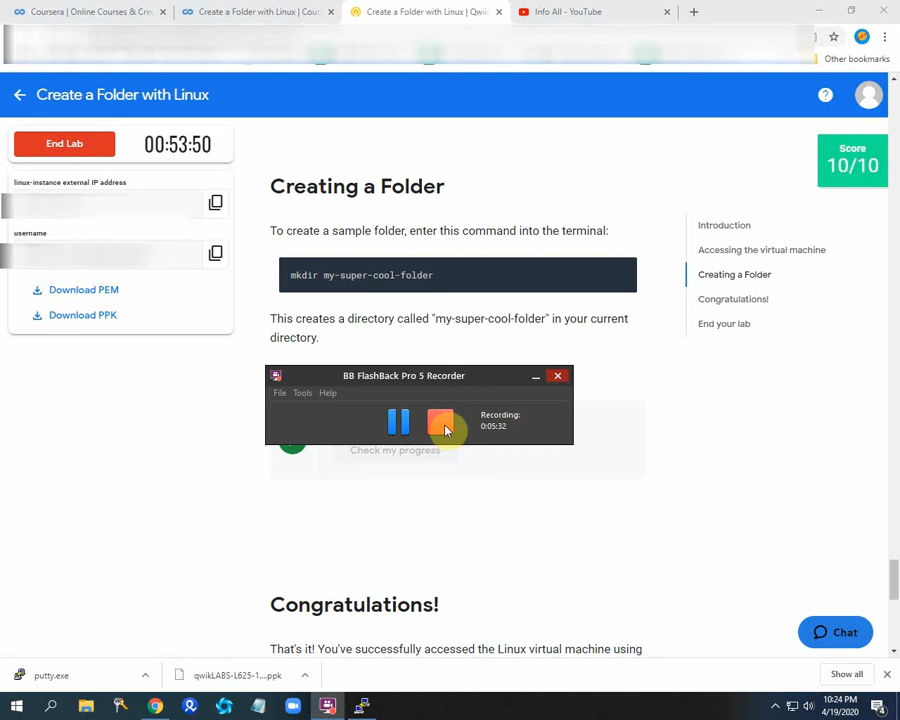 Coursera | Online Courses & Cre
Create a Folder with Linux | Cour
Create a Folder with Linux | Qwi
Info All - YouTube
Other bookmarks
Create a Folder with Linux
End Lab
00:53:50
Score
10/10
linux-instance external IP address
username
Download PEM
Download PPK
Creating a Folder
To create a sample folder, enter this command into the terminal:
mkdir my-super-cool-folder
This creates a directory called "my-super-cool-folder" in your current
directory.
Introduction
Accessing the virtual machine
Creating a Folder
Congratulations!
End your lab
BB FlashBack Pro 5 Recorder
File Tools Help
Recording:
0:05:32
Check my progress
Congratulations!
That's it! You've successfully accessed the Linux virtual machine using
Chat
putty.exe
qwikLABS-L625-1....ppk
Show all
10:24 PM
4/19/2020
4